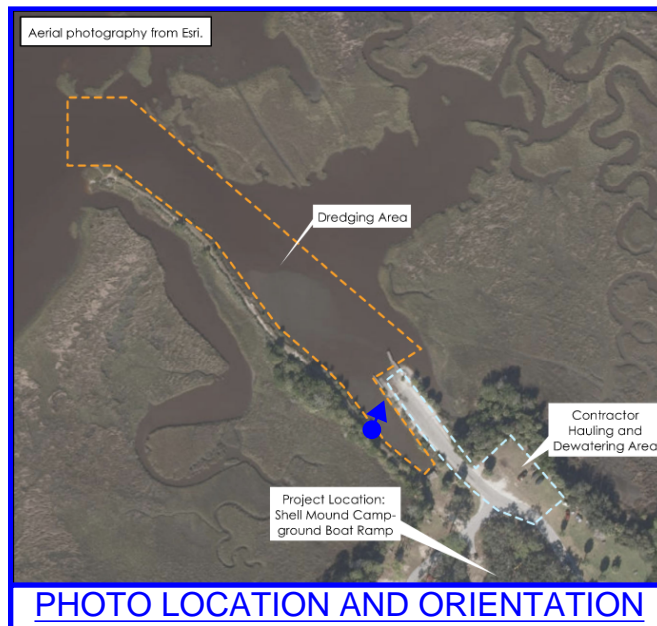 Aerial photography from Esri.
Dredging Area
Contractor
Hauling and
Dewatering Area
Project Location:
Shell Mound Camp-
ground Boat Ramp
PHOTO LOCATION AND ORIENTATION